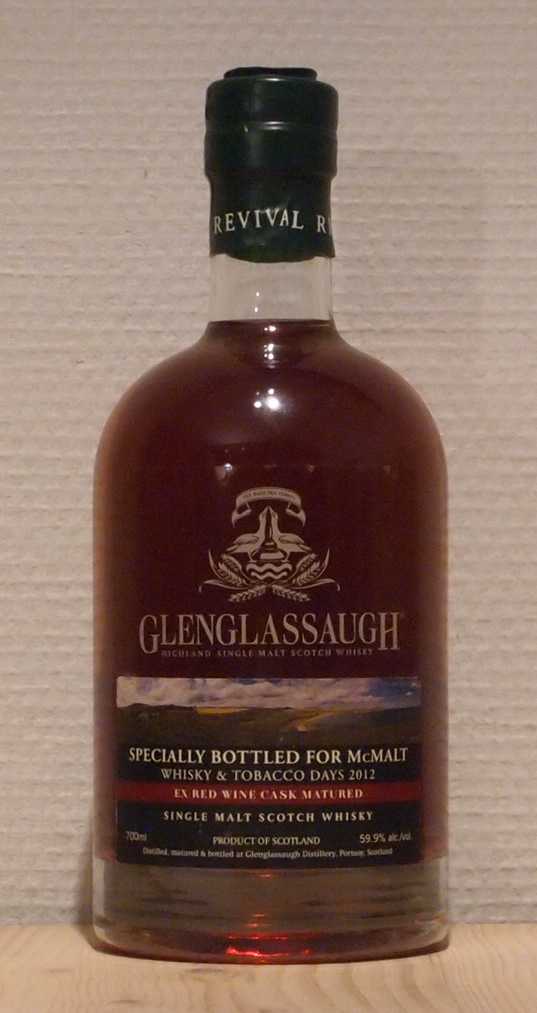 REVIVAL R
GLENGLASSAUGH
HIGHLAND SINGLE MALT SCOTCH WHISKY
SPECIALLY BOTTLED FOR McMALT
WHISKY & TOBACCO DAYS 2012
EX RED WINE CASK MATURED
SINGLE MALT SCOTCH WHISKY
700ml PRODUCT OF SCOTLAND 59.9% alc./vol.
Distilled, matured & bottled at Glenglassaugh Distillery, Portsoy, Scotland